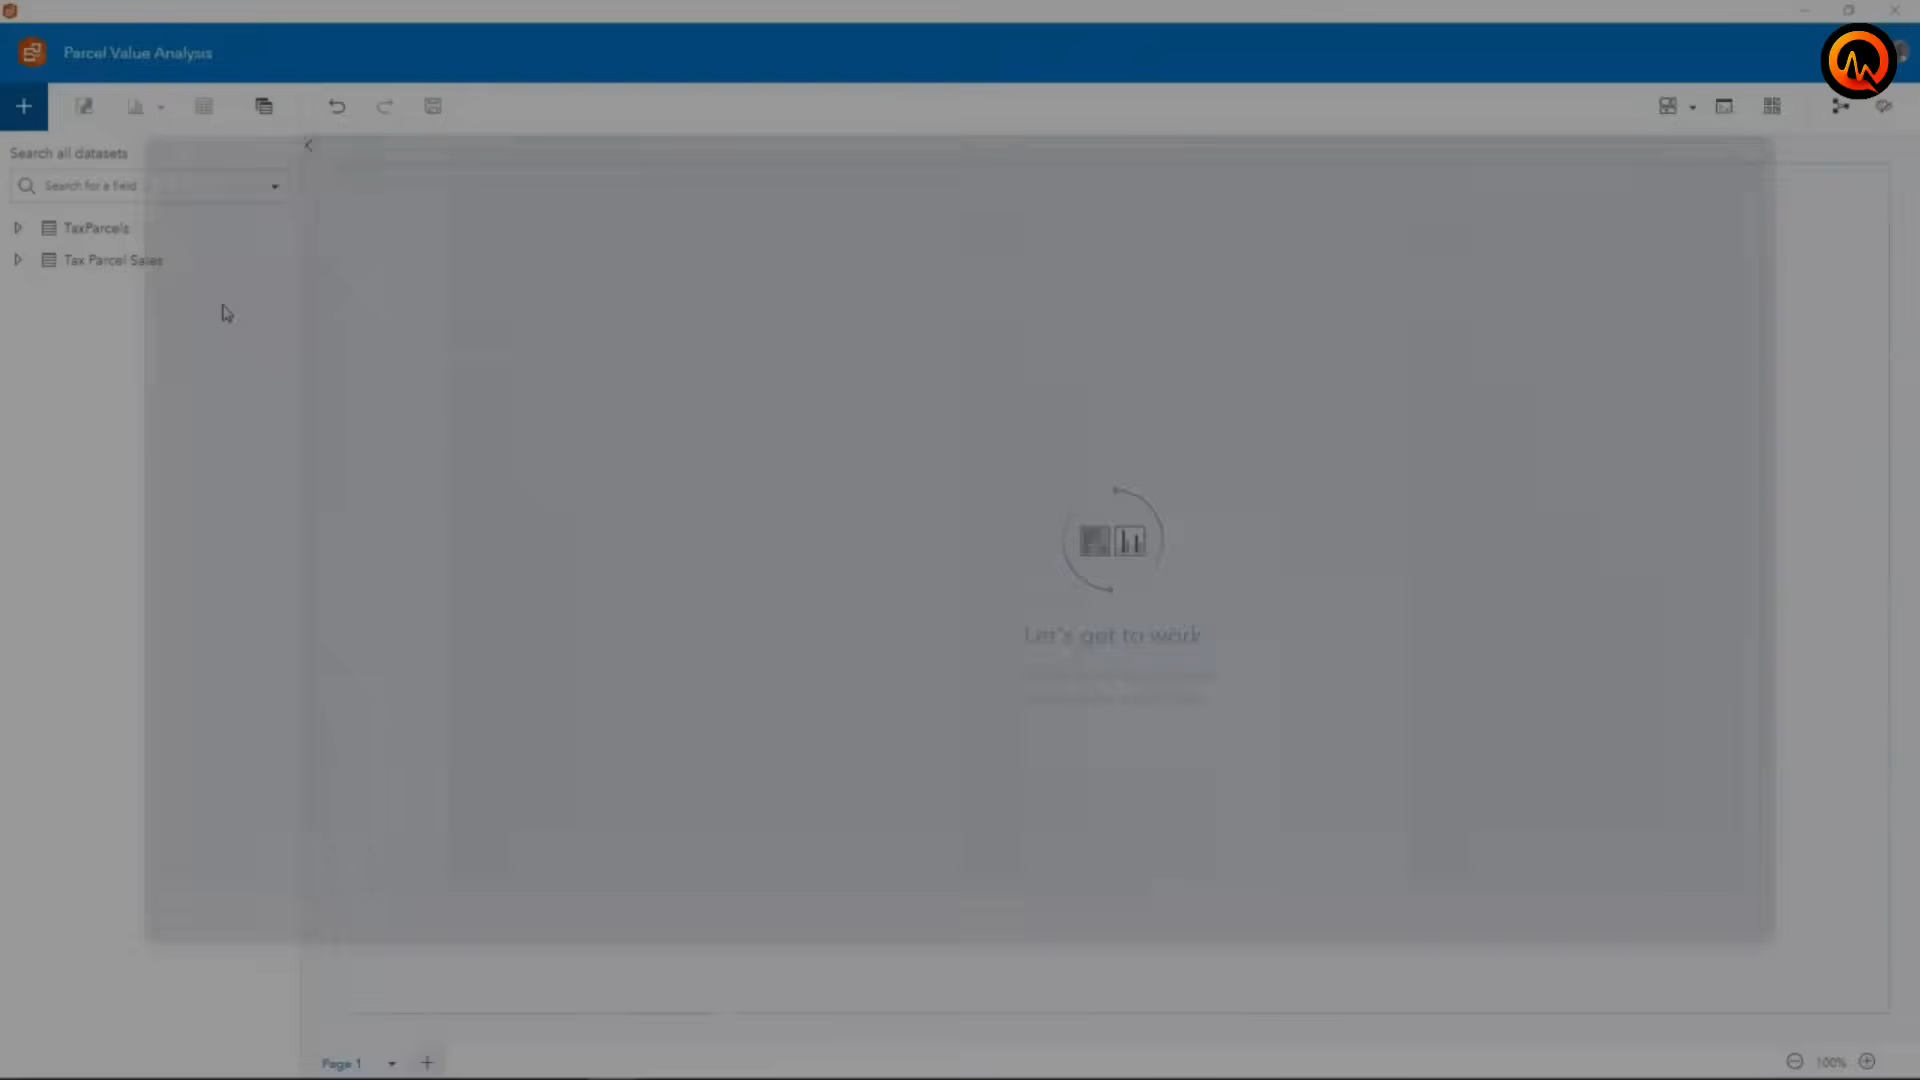 Parcel Value Analysis
Search all datasets
Search for a field
TaxParcels
Tax Parcel Sales
Let's get to work
Page 1
100%